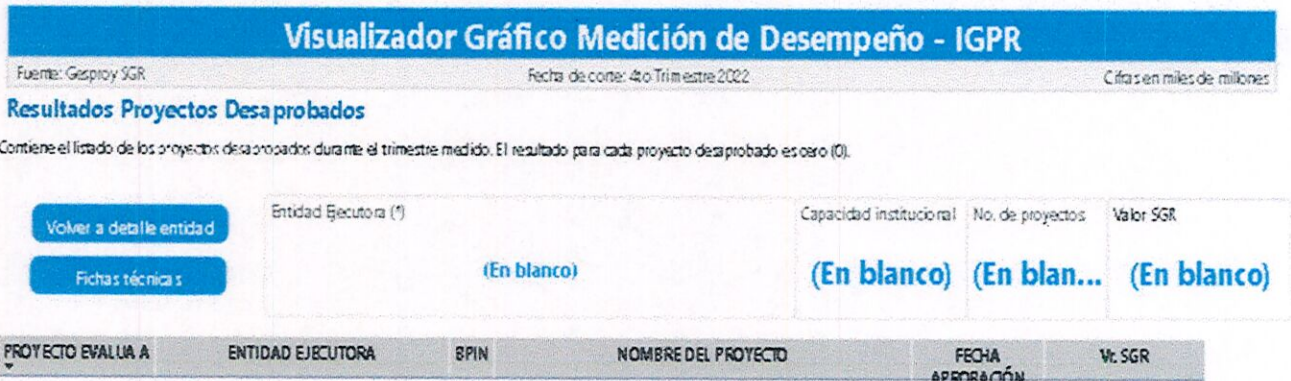 Visualizador Gráfico Medición de Desempeño - IGPR
Fuente: Gesproy SGR Fecha de corte: 4to Trimestre 2022 Cifras en miles de millones
Resultados Proyectos Desaprobados
Contiene el listado de los proyectos desaprobados durante el trimestre medido. El resultado para cada proyecto desaprobado es cero (0).
Entidad Ejecutora (*) Capacidad institucional No. de proyectos Valor SGR
Volver a detalle entidad
(En blanco) (En blanco) (En blan... (En blanco)
Fichas técnicas
PROYECTO EVALUA A ENTIDAD EJECUTORA BPIN NOMBRE DEL PROYECTO FECHA APROBACIÓN Vr. SGR